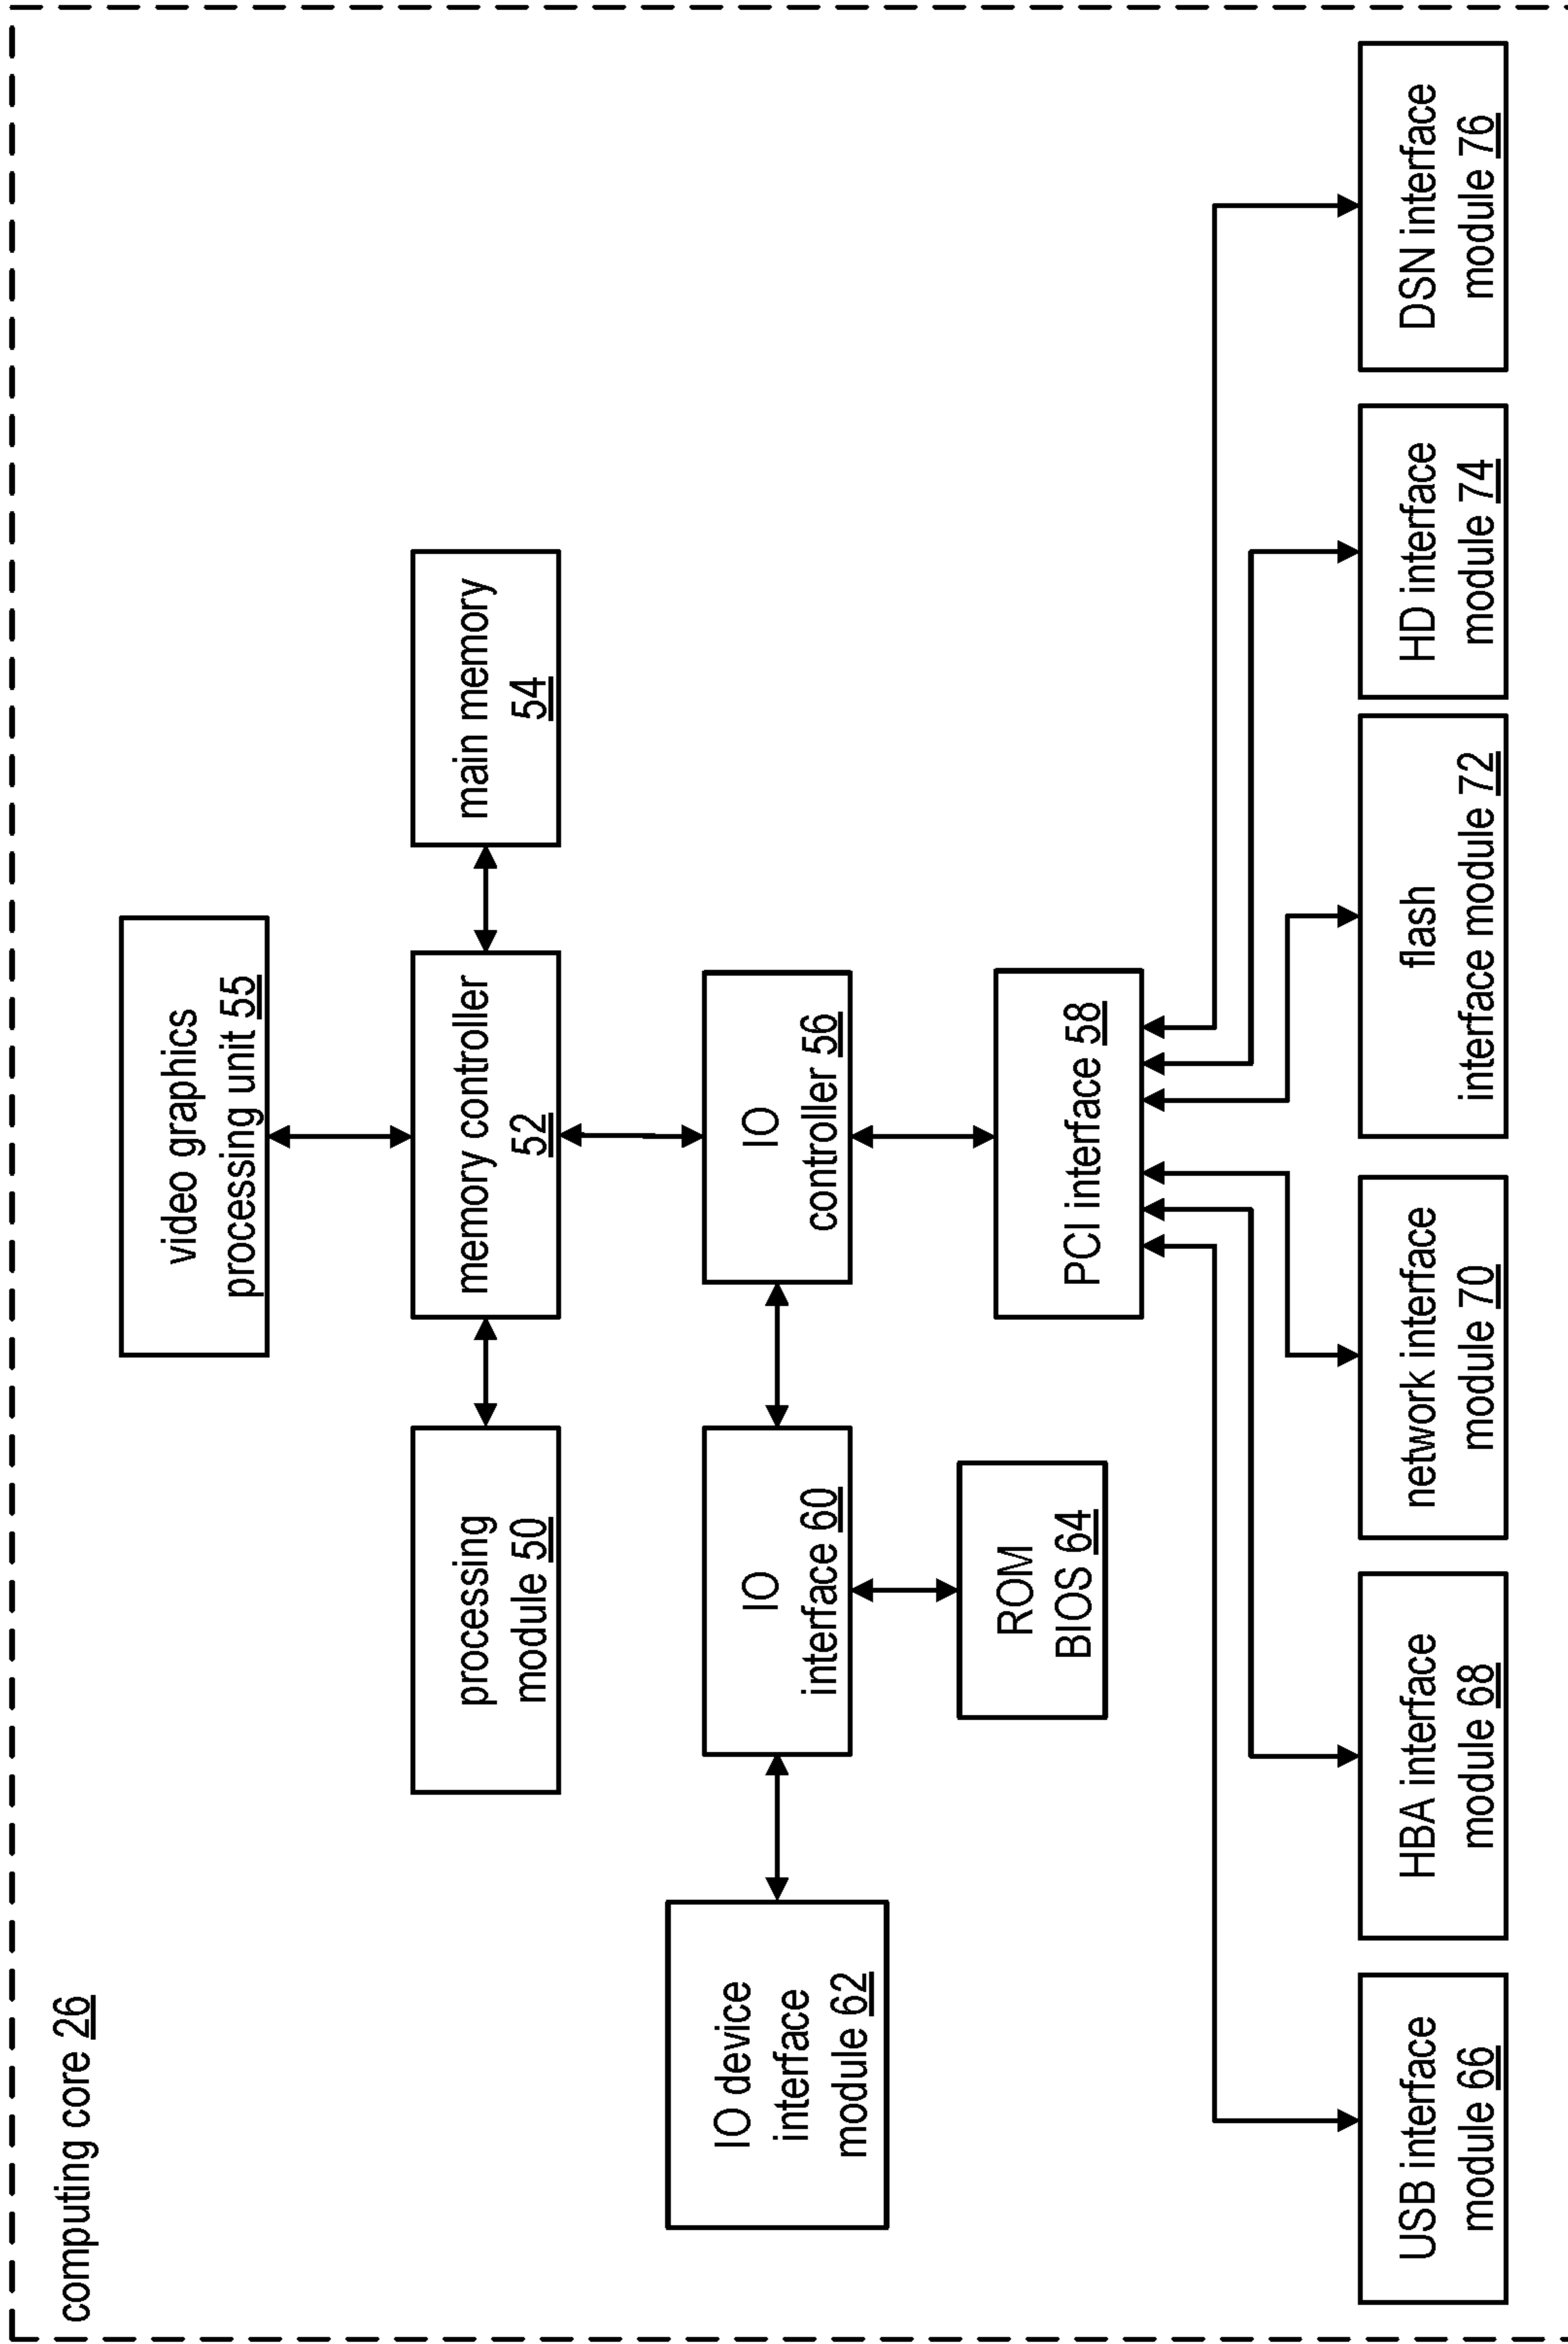 computing core 26
video graphics
processing unit 55
processing
module 50
memory controller
52
main memory
54
IO device
interface
module 62
IO
interface 60
IO
controller 56
ROM
BIOS 64
PCI interface 58
USB interface
module 66
HBA interface
module 68
network interface
module 70
flash
interface module 72
HD interface
module 74
DSN interface
module 76